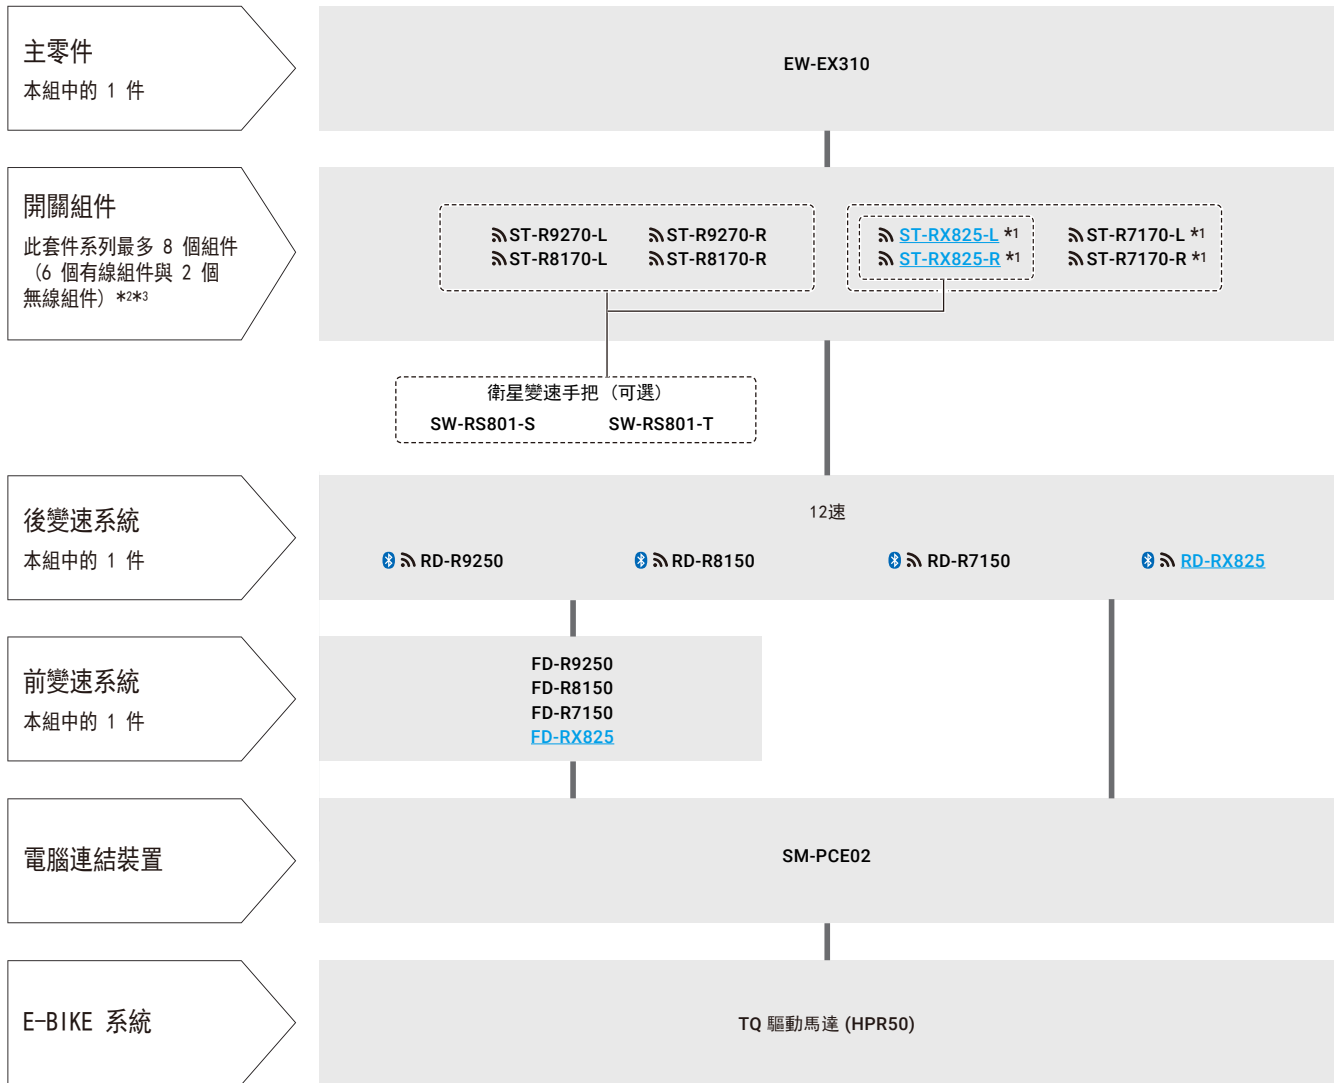 主零件
本組中的 1 件
EW-EX310
開關組件
此套件系列最多 8 個組件
（6 個有線組件與 2 個
無線組件）*2*3
ST-R9270-L ST-R9270-R
ST-R8170-L ST-R8170-R
ST-RX825-L *1 ST-R7170-L *1
ST-RX825-R *1 ST-R7170-R *1
衛星變速手把（可選）
SW-RS801-S SW-RS801-T
後變速系統
本組中的 1 件
12速
RD-R9250 RD-R8150 RD-R7150 RD-RX825
前變速系統
本組中的 1 件
FD-R9250
FD-R8150
FD-R7150
FD-RX825
電腦連結裝置
SM-PCE02
E-BIKE 系統
TQ 驅動馬達 (HPR50)